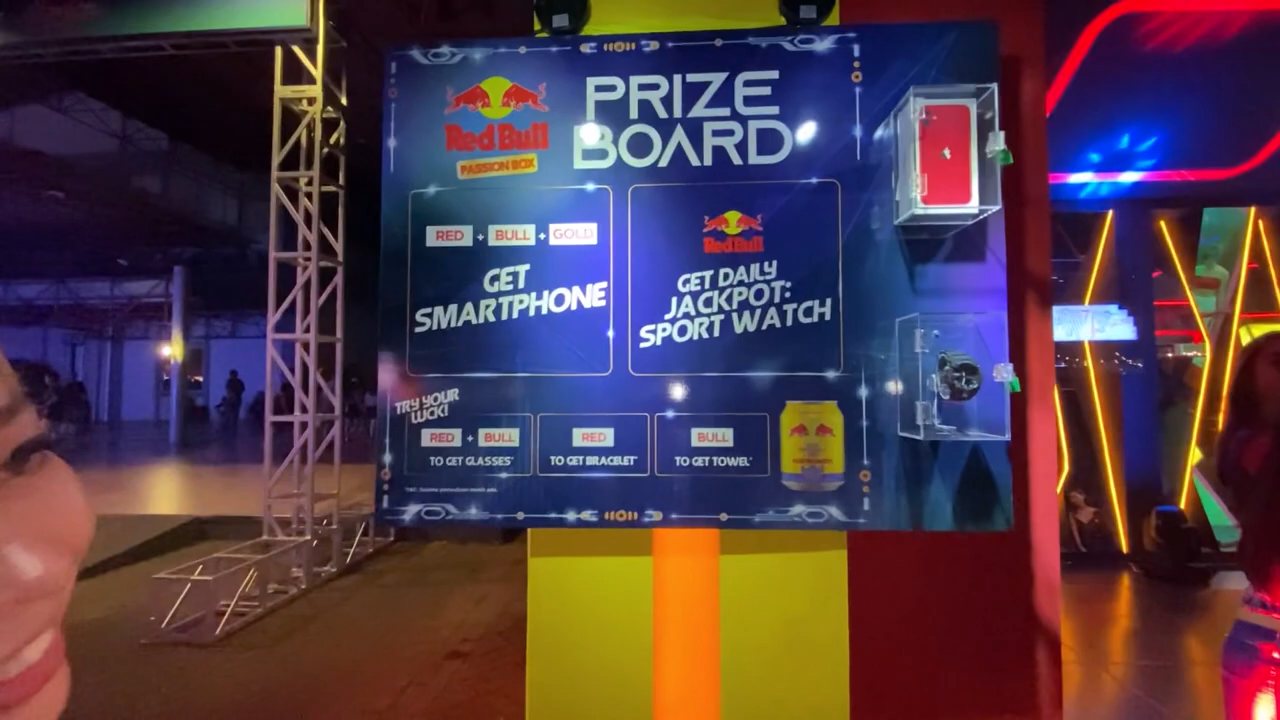 Red Bull
PASSION BOX
PRIZE
BOARD
RED + BULL + GOLD
GET
SMARTPHONE
Red Bull
GET DAILY
JACKPOT:
SPORT WATCH
TRY YOUR
LUCK!
RED + BULL
TO GET GLASSES*
RED
TO GET BRACELET*
BULL
TO GET TOWEL*